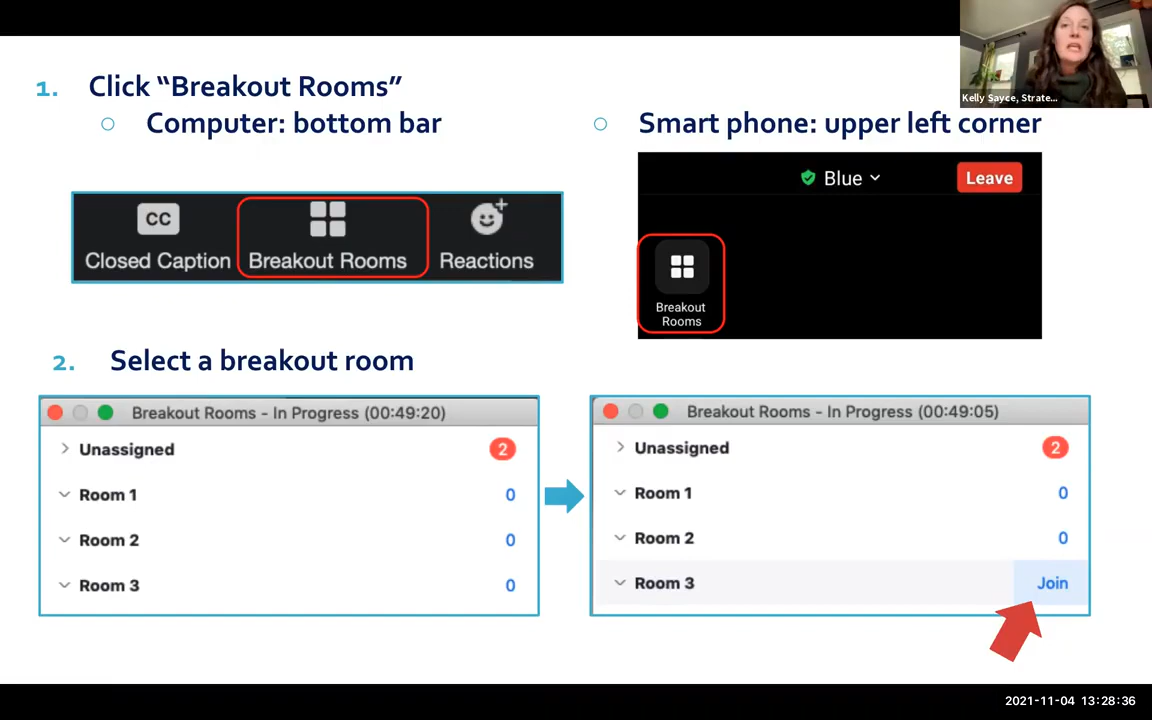 Kelly Sayce, Strate...
1. Click “Breakout Rooms”
○ Computer: bottom bar
○ Smart phone: upper left corner
CC
Closed Caption
Breakout Rooms
Reactions
Blue
Leave
Breakout
Rooms
2. Select a breakout room
Breakout Rooms - In Progress (00:49:20)
Unassigned 2
Room 1 0
Room 2 0
Room 3 0
Breakout Rooms - In Progress (00:49:05)
Unassigned 2
Room 1 0
Room 2 0
Room 3 Join
2021-11-04 13:28:36